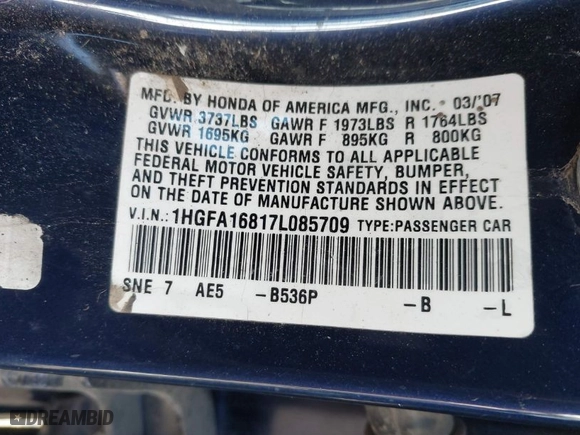 MFD. BY HONDA OF AMERICA MFG., INC. 03/'07
GVWR 3737LBS GAWR F 1973LBS R 1764LBS
GVWR 1695KG GAWR F 895KG R 800KG
THIS VEHICLE CONFORMS TO ALL APPLICABLE
FEDERAL MOTOR VEHICLE SAFETY, BUMPER,
AND THEFT PREVENTION STANDARDS IN EFFECT
ON THE DATE OF MANUFACTURE SHOWN ABOVE.
V.I.N.: 1HGFA16817L085709 TYPE:PASSENGER CAR
SNE 7 AE5 -B536P -B -L
DREAMBID